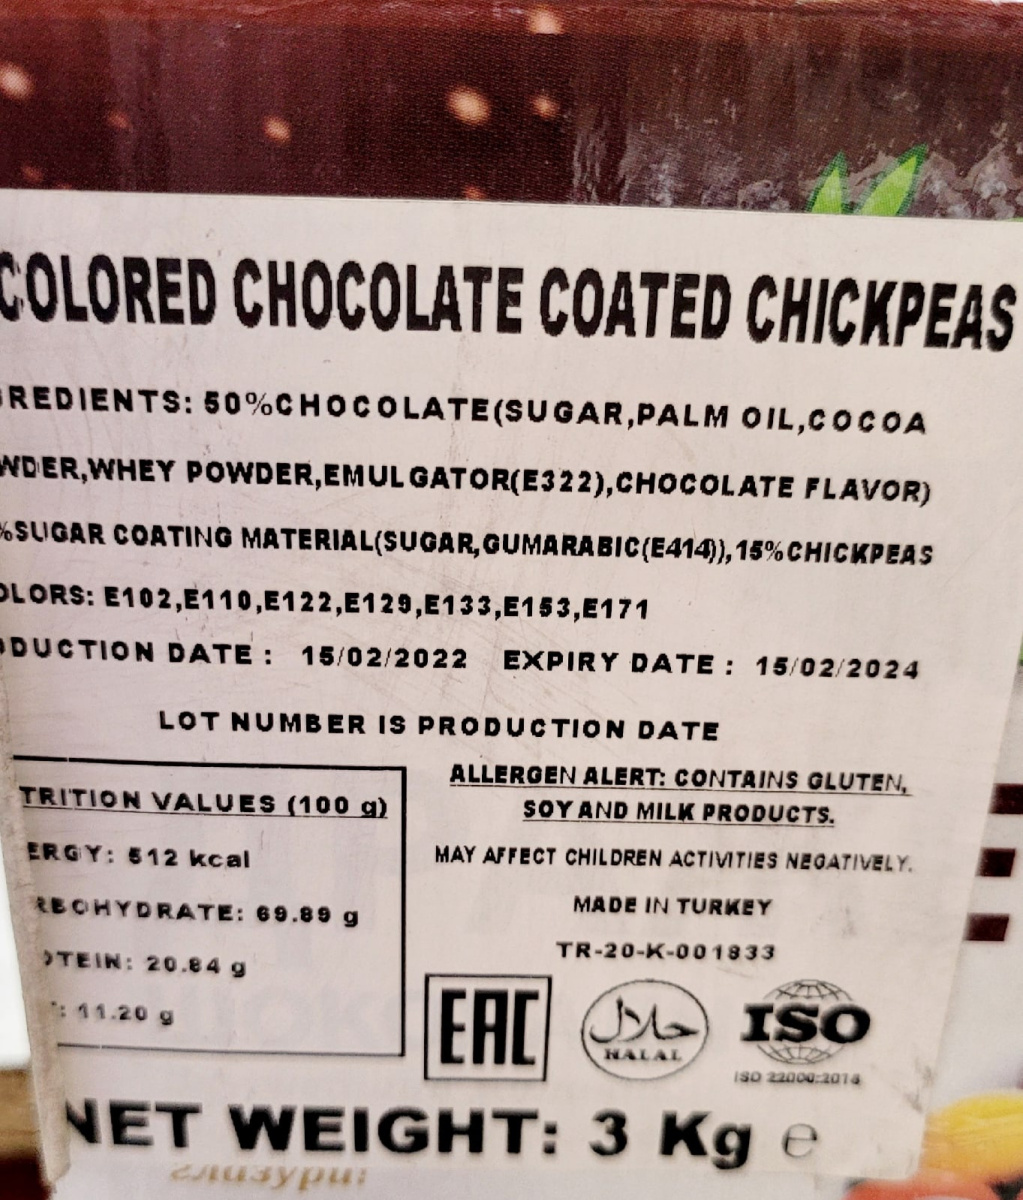 COLORED CHOCOLATE COATED CHICKPEAS
REDIENTS: 50%CHOCOLATE(SUGAR,PALM OIL,COCOA
WDER,WHEY POWDER,EMULGATOR(E322),CHOCOLATE FLAVOR)
%SUGAR COATING MATERIAL(SUGAR,GUMARABIC(E414)),15%CHICKPEAS
OLORS: E102,E110,E122,E129,E133,E153,E171
DUCTION DATE : 15/02/2022 EXPIRY DATE : 15/02/2024
LOT NUMBER IS PRODUCTION DATE
TRITION VALUES (100 g)
ERGY: 512 kcal
RBOHYDRATE: 69.89 g
OTEIN: 20.84 g
: 11.20 g
ALLERGEN ALERT: CONTAINS GLUTEN,
SOY AND MILK PRODUCTS.
MAY AFFECT CHILDREN ACTIVITIES NEGATIVELY.
MADE IN TURKEY
TR-20-K-001833
EAC
حلال
HALAL
ISO
ISO 22000:2018
NET WEIGHT: 3 Kg ℮
глазури: